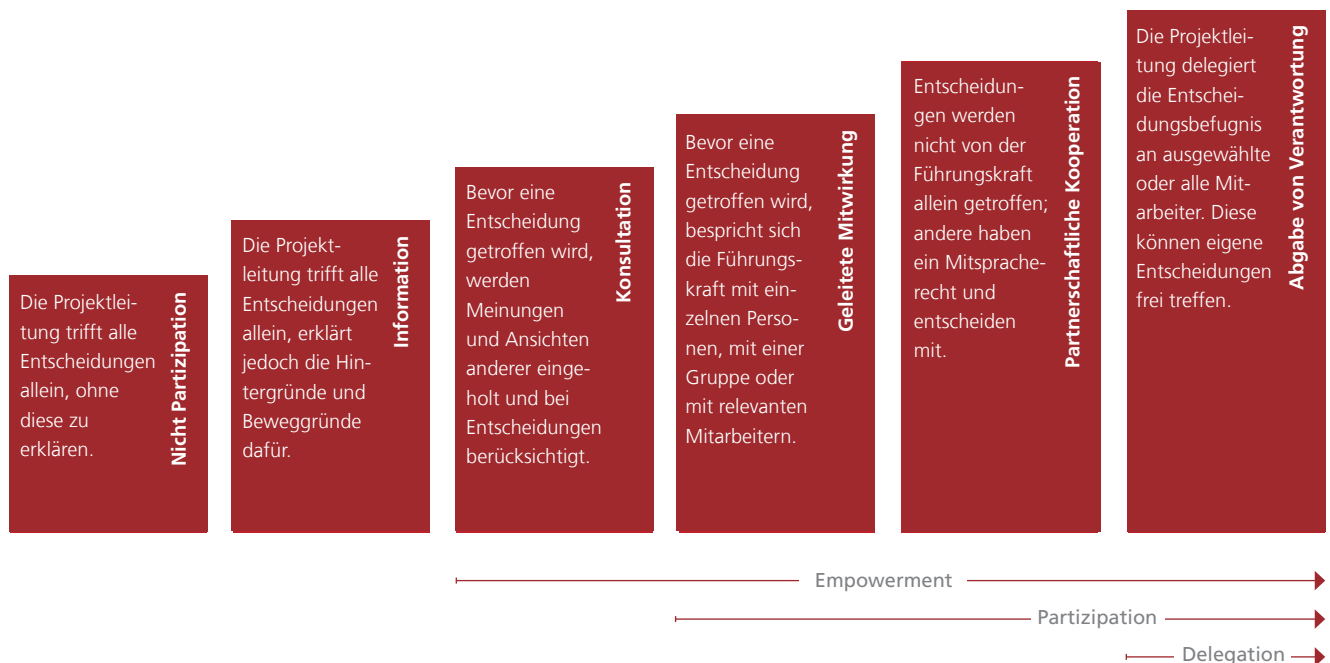 Die Projektlei-
tung trifft alle
Entscheidungen
allein, ohne
diese zu
erklären.
Nicht Partizipation
Die Projekt-
leitung trifft alle
Entscheidungen
allein, erklärt
jedoch die Hin-
tergründe und
Beweggründe
dafür.
Information
Bevor eine
Entscheidung
getroffen wird,
werden
Meinungen
und Ansichten
anderer einge-
holt und bei
Entscheidungen
berücksichtigt.
Konsultation
Bevor eine
Entscheidung
getroffen wird,
bespricht sich
die Führungs-
kraft mit ein-
zelnen Perso-
nen, mit einer
Gruppe oder
mit relevanten
Mitarbeitern.
Geleitete Mitwirkung
Entscheidun-
gen werden
nicht von der
Führungskraft
allein getroffen;
andere haben
ein Mitsprache-
recht und
entscheiden
mit.
Partnerschaftliche Kooperation
Die Projektlei-
tung delegiert
die Entschei-
dungsbefugnis
an ausgewählte
oder alle Mit-
arbeiter. Diese
können eigene
Entscheidungen
frei treffen.
Abgabe von Verantwortung
Empowerment
Partizipation
Delegation